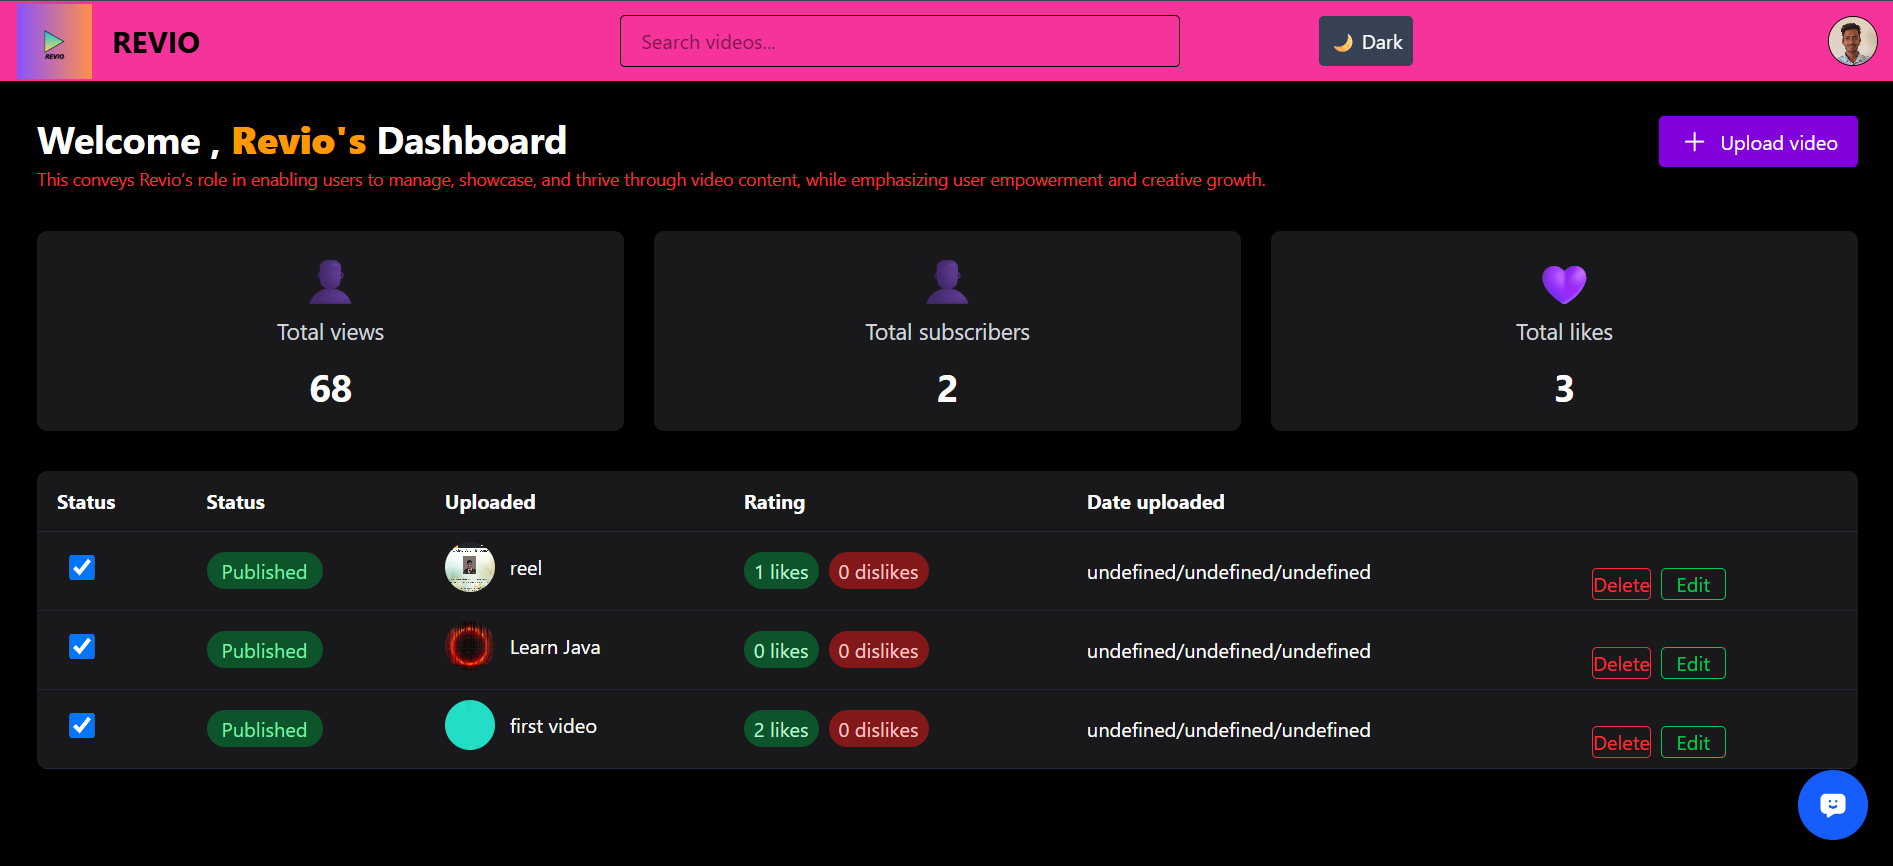 REVIO
REVIO
Search videos...
🌙 Dark
Welcome , Revio's Dashboard
+ Upload video
This conveys Revio’s role in enabling users to manage, showcase, and thrive through video content, while emphasizing user empowerment and creative growth.
Total views
68
Total subscribers
2
Total likes
3
Status Status Uploaded Rating Date uploaded
Published reel 1 likes 0 dislikes undefined/undefined/undefined Delete Edit
Published Learn Java 0 likes 0 dislikes undefined/undefined/undefined Delete Edit
Published first video 2 likes 0 dislikes undefined/undefined/undefined Delete Edit